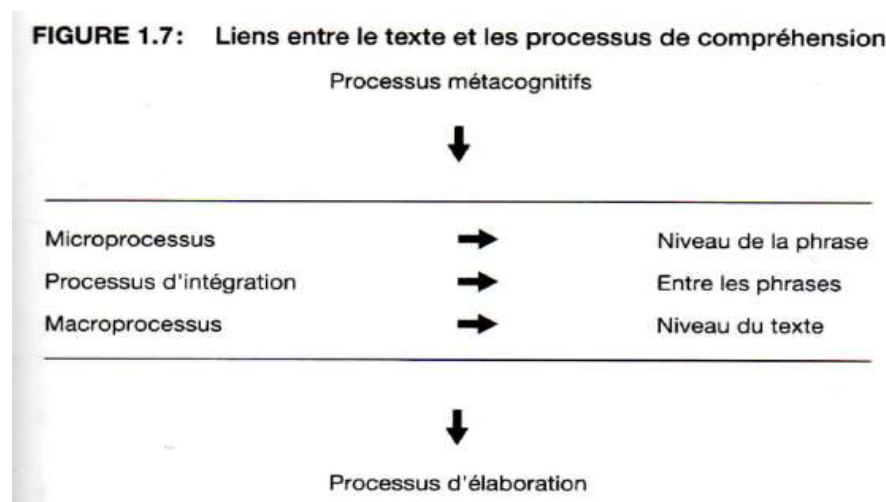 FIGURE 1.7: Liens entre le texte et les processus de compréhension
Processus métacognitifs
Microprocessus Niveau de la phrase
Processus d'intégration Entre les phrases
Macroprocessus Niveau du texte
Processus d'élaboration